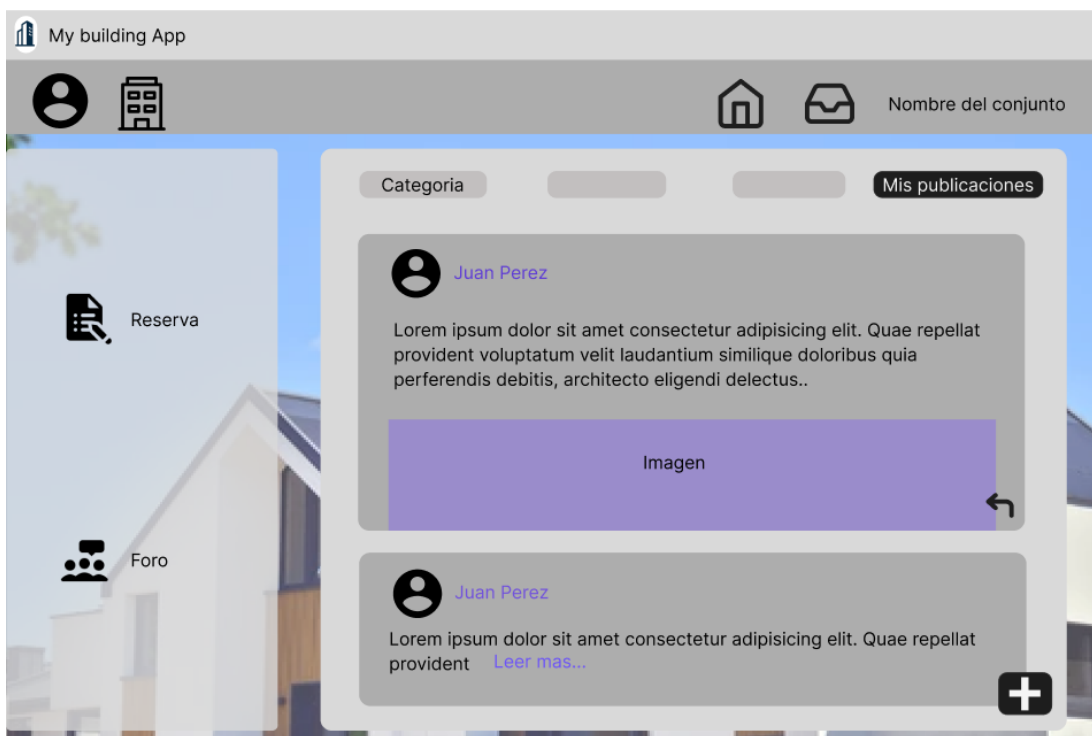 My building App
Nombre del conjunto
Categoria
Mis publicaciones
Reserva
Foro
Juan Perez
Lorem ipsum dolor sit amet consectetur adipisicing elit. Quae repellat
provident voluptatum velit laudantium similique doloribus quia
perferendis debitis, architecto eligendi delectus..
Imagen
Juan Perez
Lorem ipsum dolor sit amet consectetur adipisicing elit. Quae repellat
provident Leer mas...